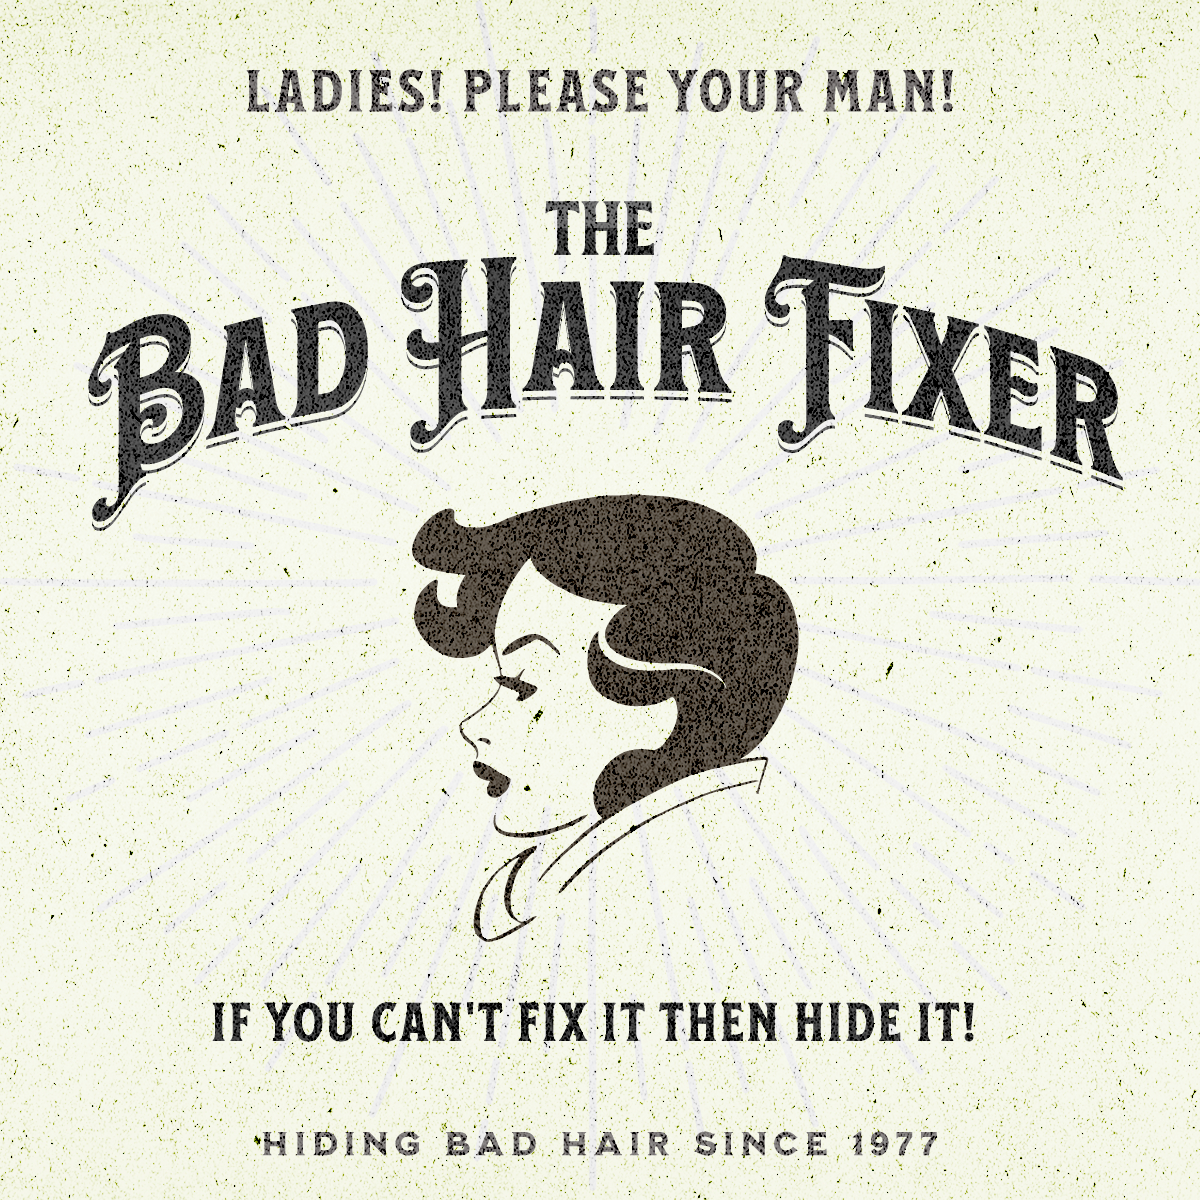 LADIES! PLEASE YOUR MAN!
THE
BAD HAIR FIXER
IF YOU CAN'T FIX IT THEN HIDE IT!
HIDING BAD HAIR SINCE 1977